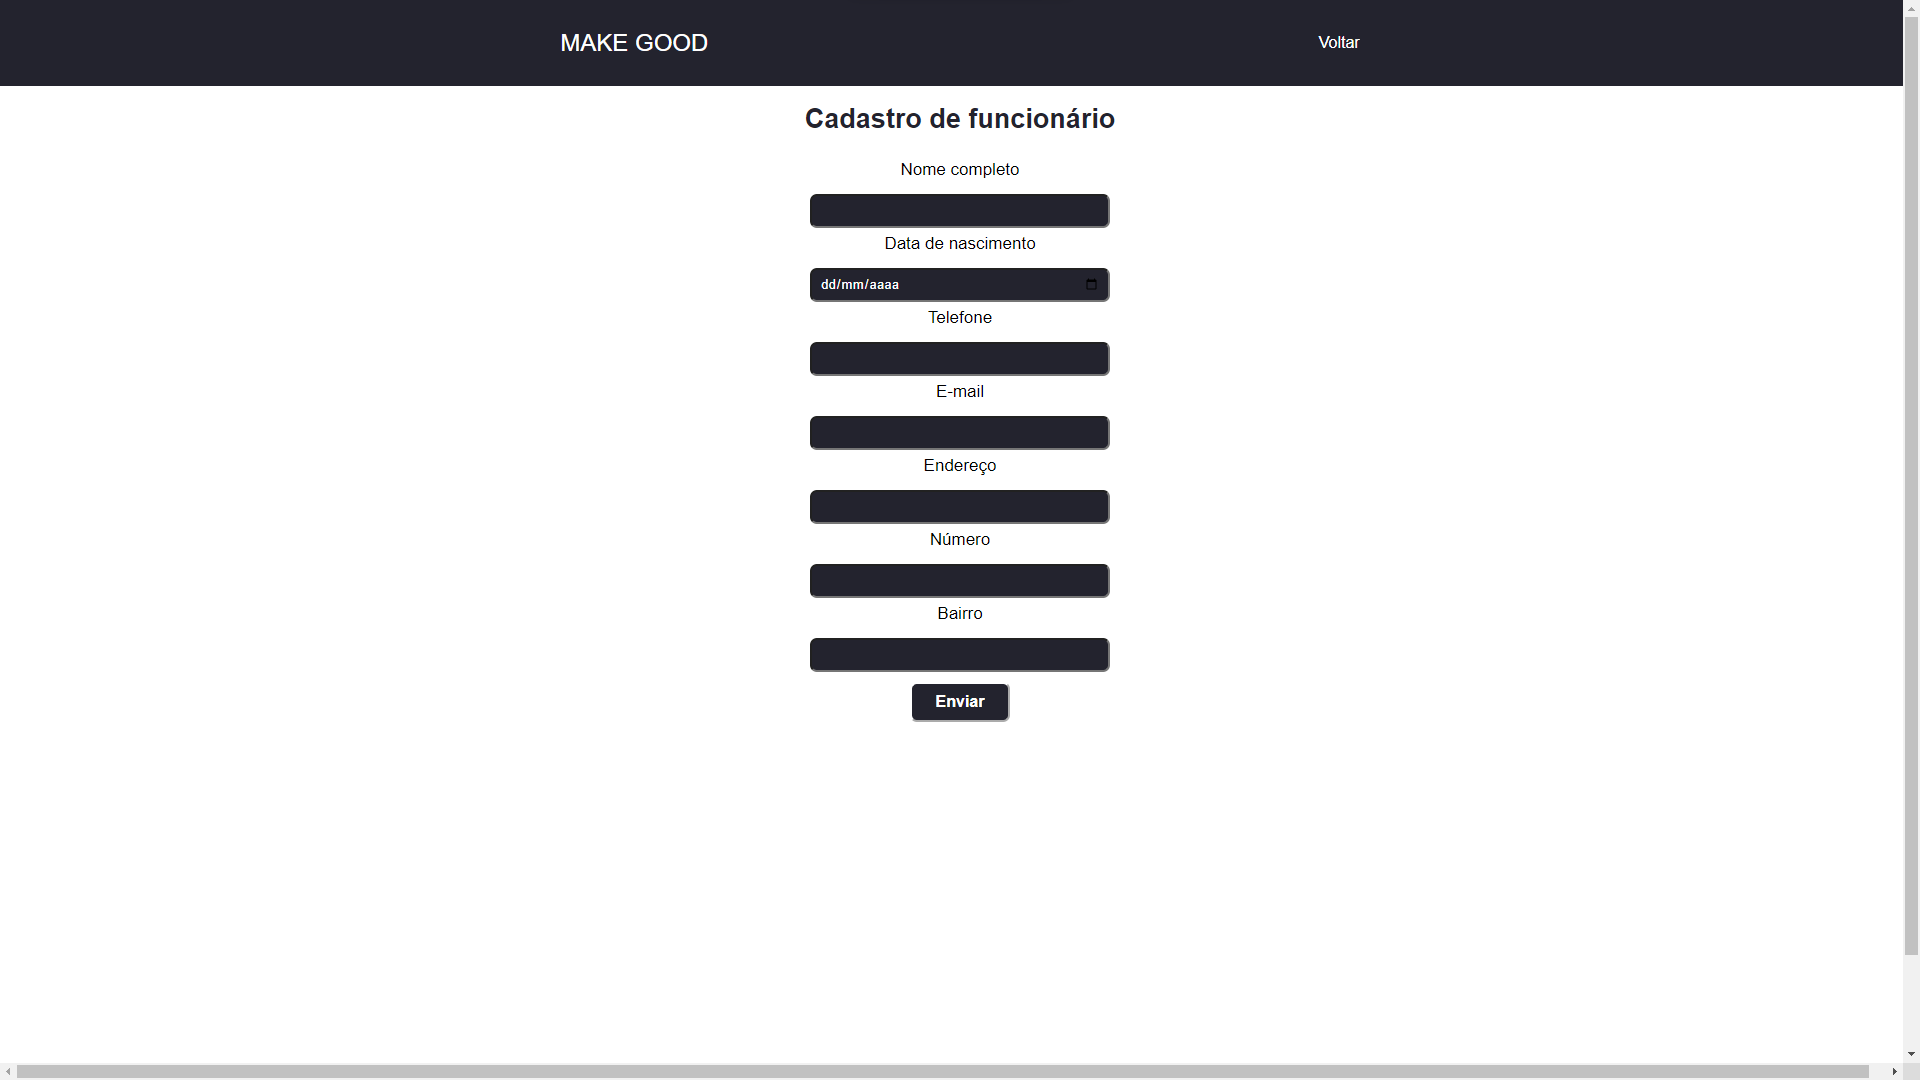 MAKE GOOD
Voltar
Cadastro de funcionário
Nome completo
Data de nascimento
dd/mm/aaaa
Telefone
E-mail
Endereço
Número
Bairro
Enviar